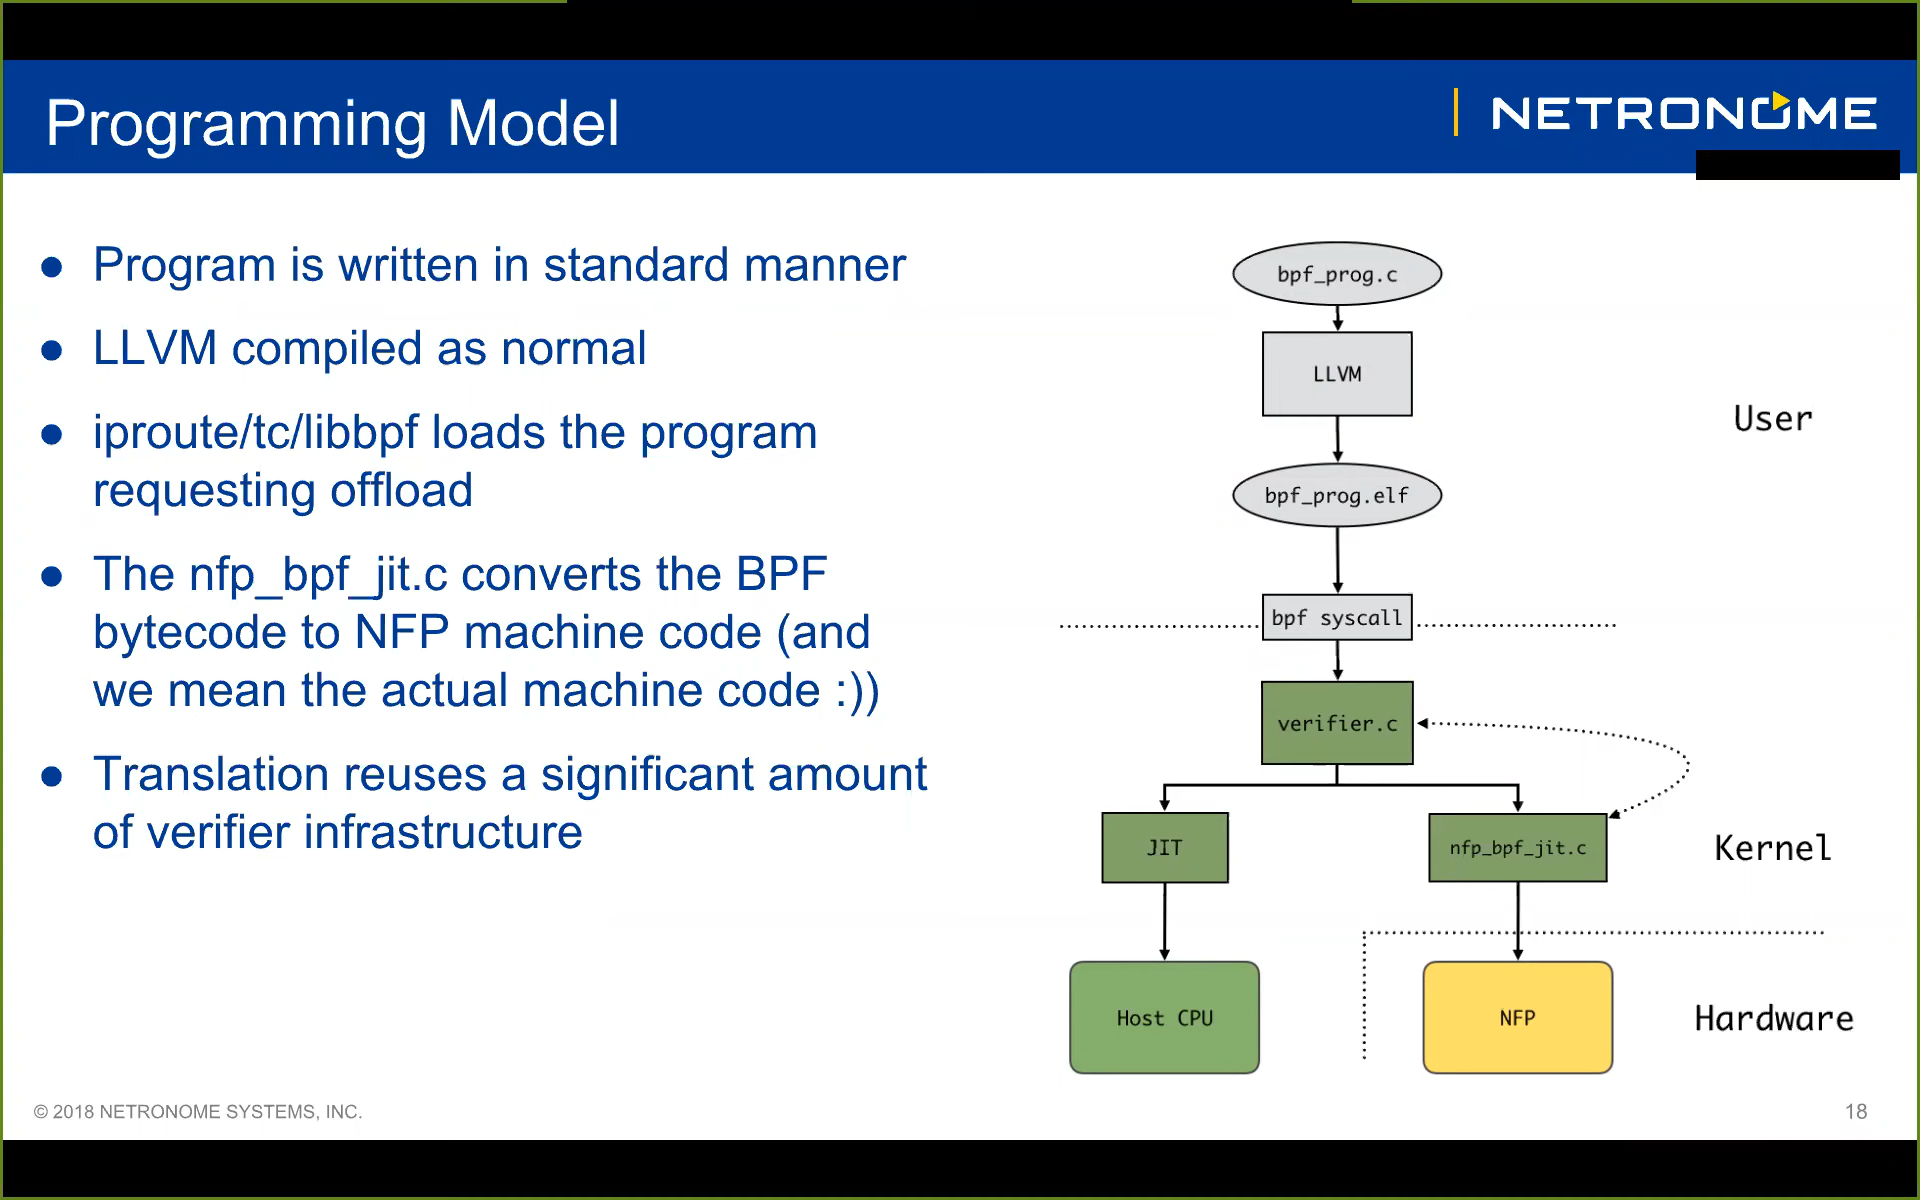 Programming Model
NETRONOME
● Program is written in standard manner
● LLVM compiled as normal
● iproute/tc/libbpf loads the program
requesting offload
● The nfp_bpf_jit.c converts the BPF
bytecode to NFP machine code (and
we mean the actual machine code :))
● Translation reuses a significant amount
of verifier infrastructure
bpf_prog.c
LLVM
User
bpf_prog.elf
bpf syscall
verifier.c
JIT
nfp_bpf_jit.c
Kernel
Host CPU
NFP
Hardware
© 2018 NETRONOME SYSTEMS, INC.
18